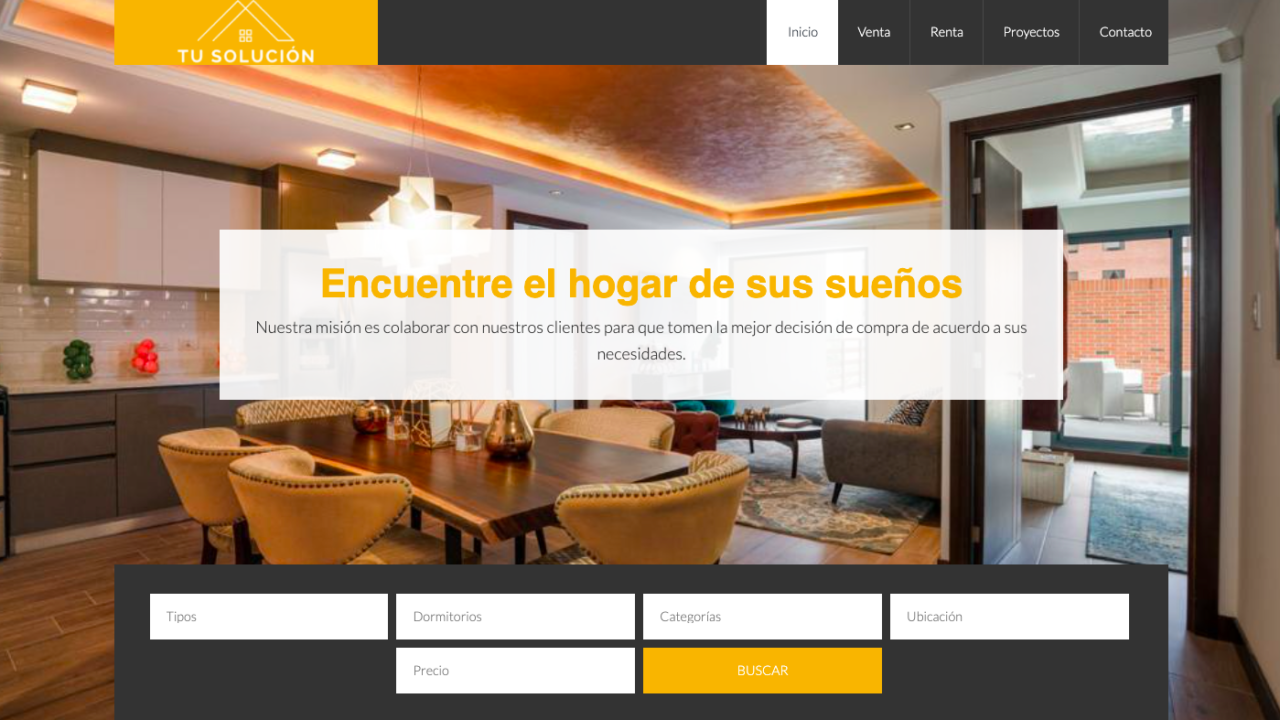 TU SOLUCIÓN
Inicio
Venta
Renta
Proyectos
Contacto
Encuentre el hogar de sus sueños
Nuestra misión es colaborar con nuestros clientes para que tomen la mejor decisión de compra de acuerdo a sus
necesidades.
Tipos
Dormitorios
Categorías
Ubicación
Precio
BUSCAR